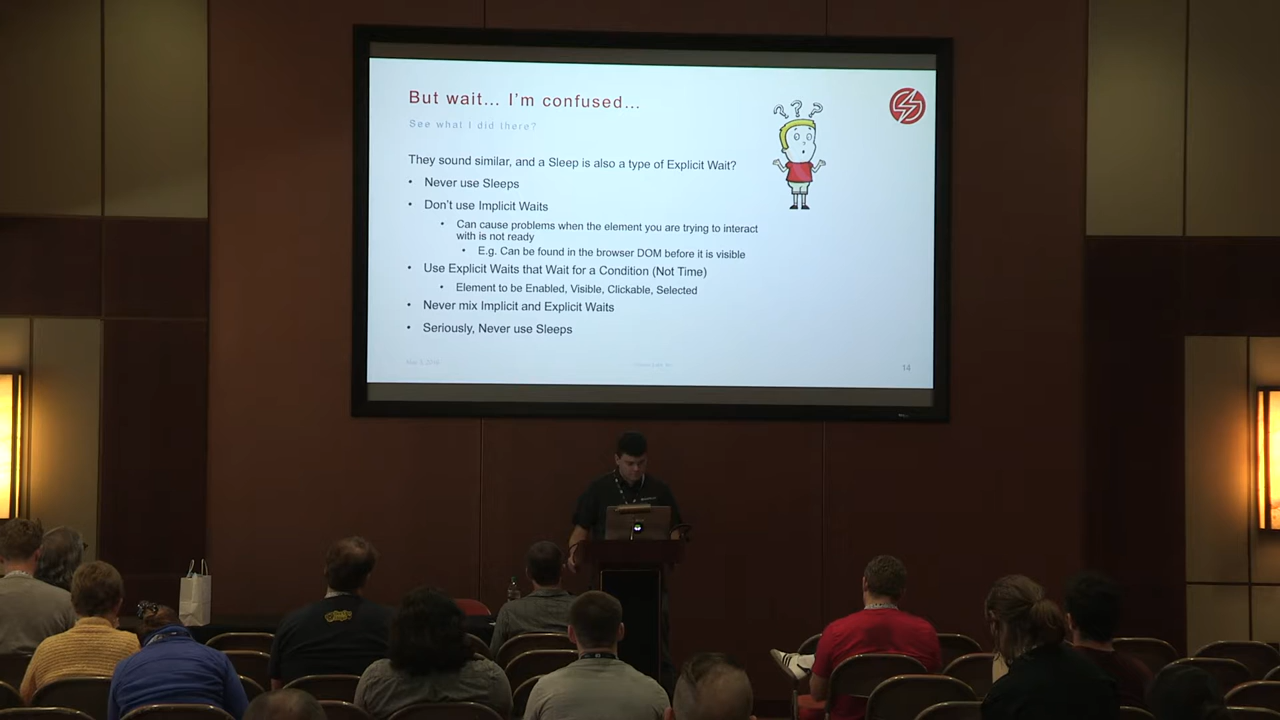 But wait... I'm confused...
See what I did there?
They sound similar, and a Sleep is also a type of Explicit Wait?
• Never use Sleeps
• Don't use Implicit Waits
• Can cause problems when the element you are trying to interact
with is not ready
• E.g. Can be found in the browser DOM before it is visible
• Use Explicit Waits that Wait for a Condition (Not Time)
• Element to be Enabled, Visible, Clickable, Selected
• Never mix Implicit and Explicit Waits
• Seriously, Never use Sleeps
14